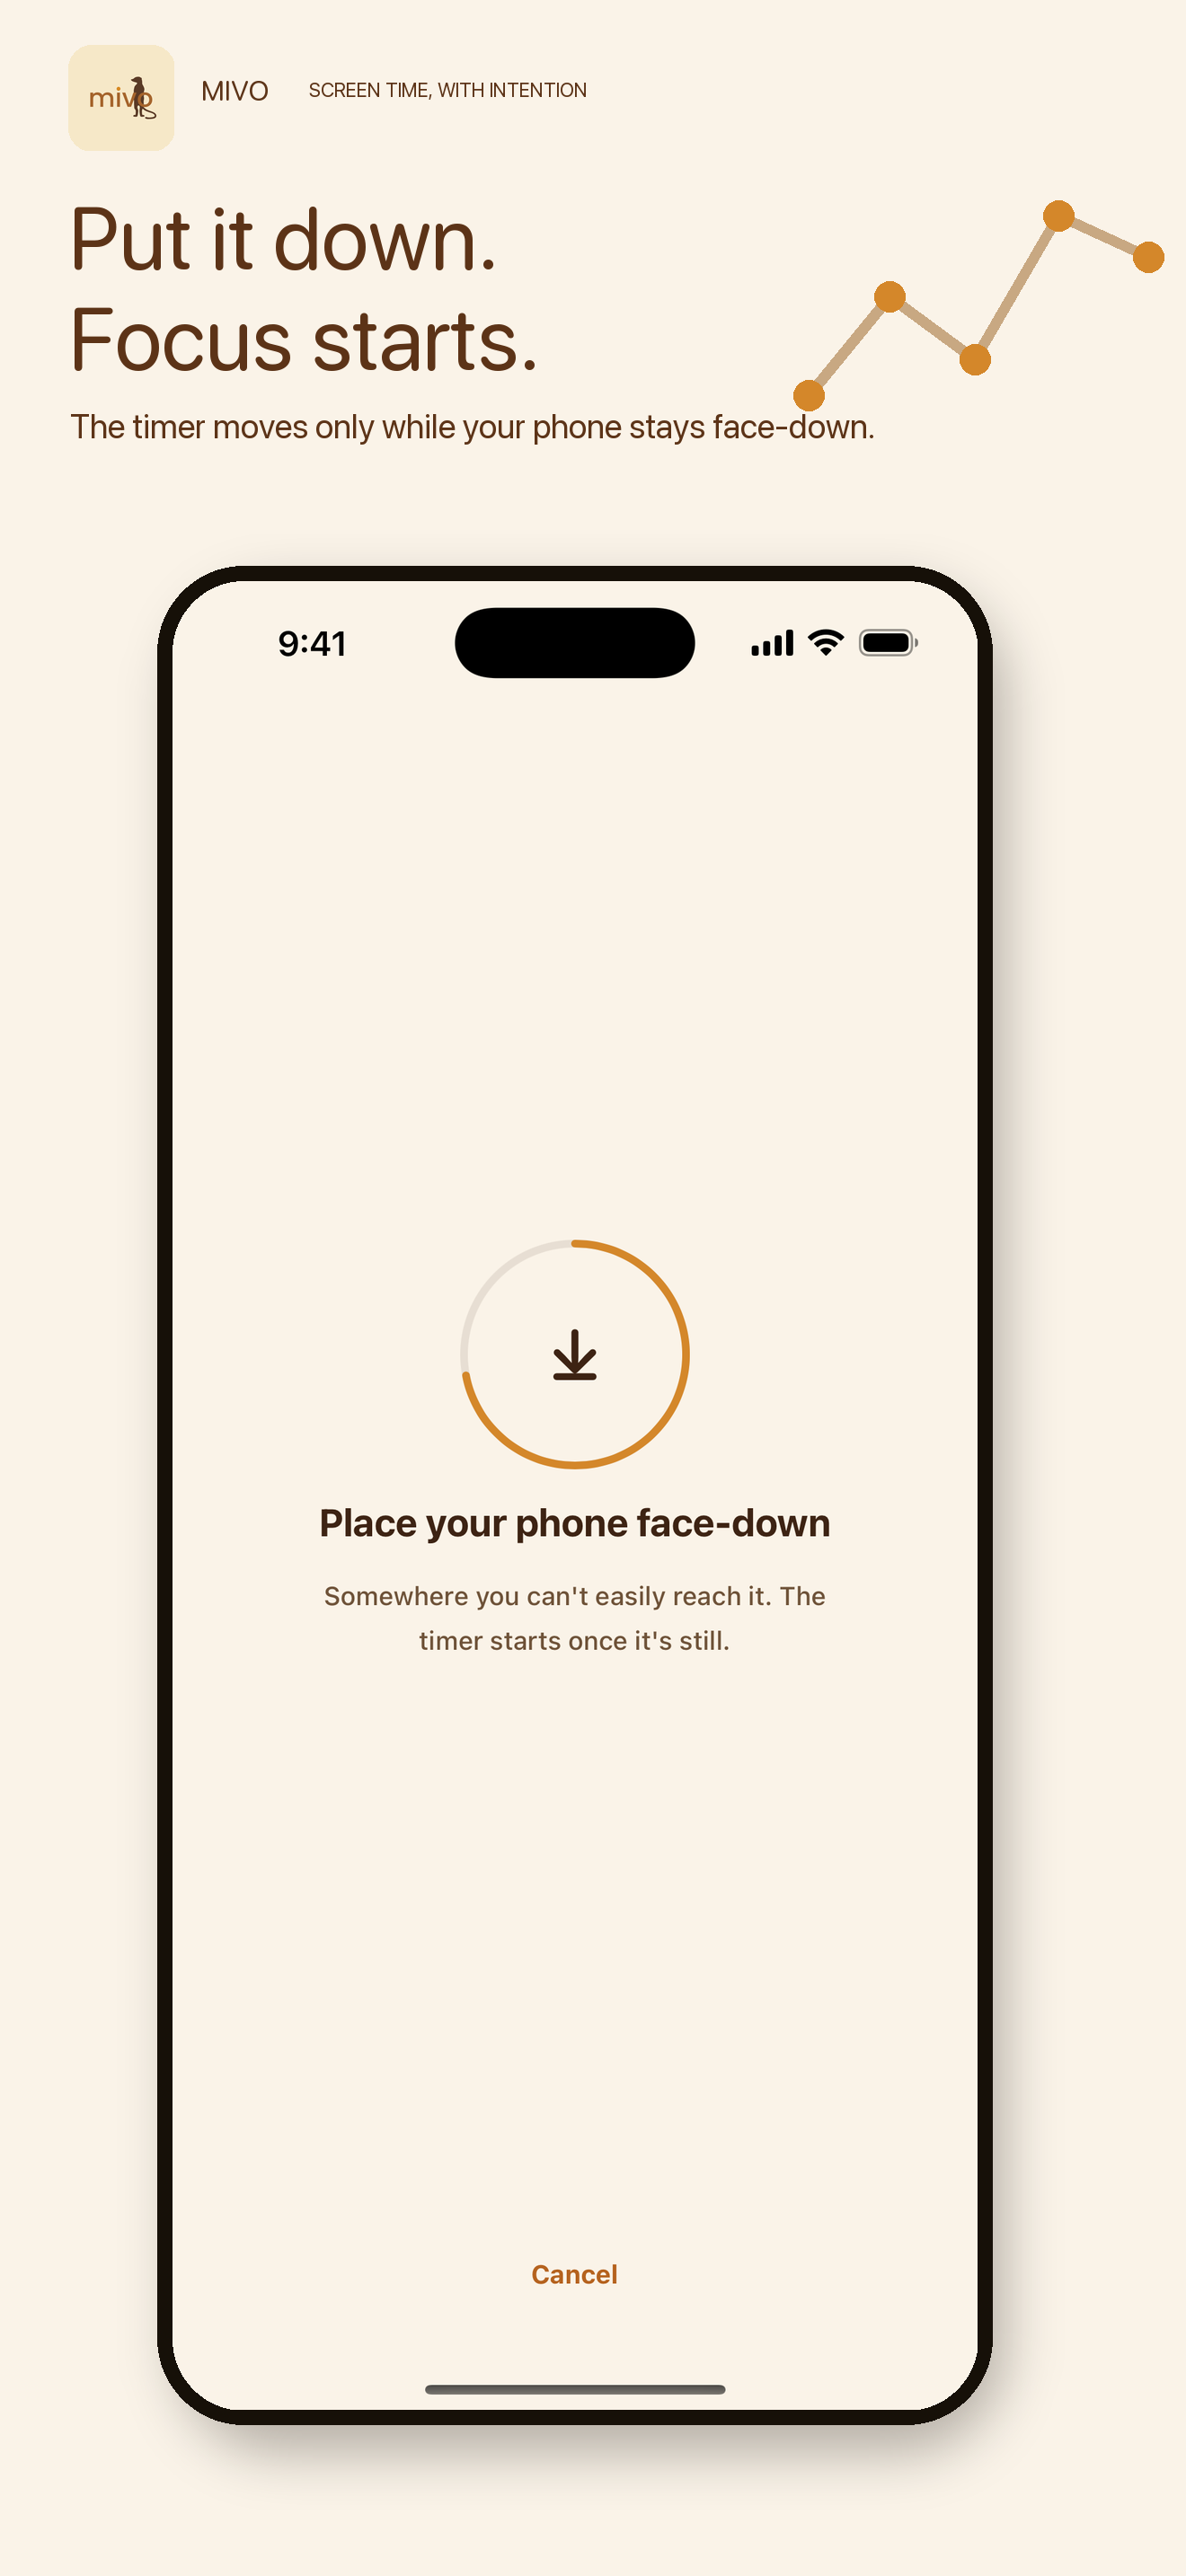 mivo
MIVO
SCREEN TIME, WITH INTENTION
Put it down.
Focus starts.
The timer moves only while your phone stays face-down.
9:41
Place your phone face-down
Somewhere you can't easily reach it. The
timer starts once it's still.
Cancel